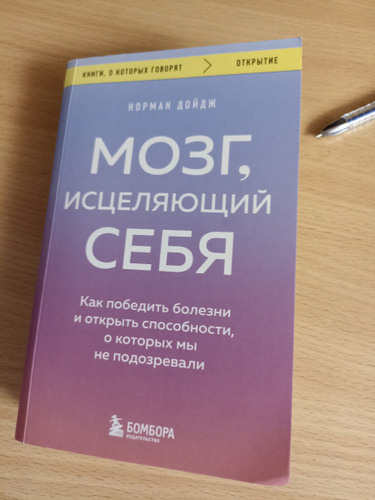 КНИГИ, О КОТОРЫХ ГОВОРЯТ > ОТКРЫТИЕ
НОРМАН ДОЙДЖ
МОЗГ,
ИСЦЕЛЯЮЩИЙ
СЕБЯ
Как победить болезни
и открыть способности,
о которых мы
не подозревали
БОМБОРА
ИЗДАТЕЛЬСТВО